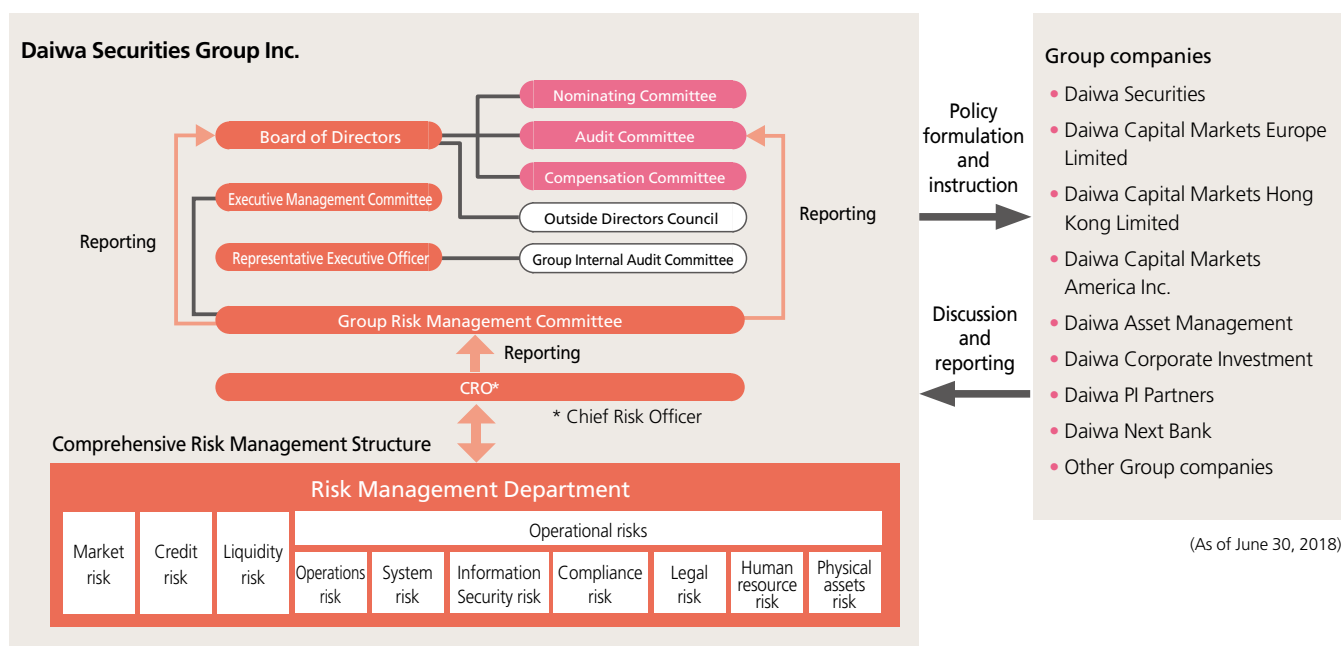 Daiwa Securities Group Inc.
Nominating Committee
Board of Directors
Audit Committee
Compensation Committee
Executive Management Committee
Outside Directors Council
Reporting
Reporting
Representative Executive Officer
Group Internal Audit Committee
Group Risk Management Committee
Reporting
CRO*
* Chief Risk Officer
Comprehensive Risk Management Structure
Risk Management Department
Market
risk
Credit
risk
Liquidity
risk
Operational risks
Operations
risk
System
risk
Information
Security risk
Compliance
risk
Legal
risk
Human
resource
risk
Physical
assets
risk
Policy
formulation
and
instruction
Discussion
and
reporting
Group companies
• Daiwa Securities
• Daiwa Capital Markets Europe
Limited
• Daiwa Capital Markets Hong
Kong Limited
• Daiwa Capital Markets
America Inc.
• Daiwa Asset Management
• Daiwa Corporate Investment
• Daiwa PI Partners
• Daiwa Next Bank
• Other Group companies
(As of June 30, 2018)